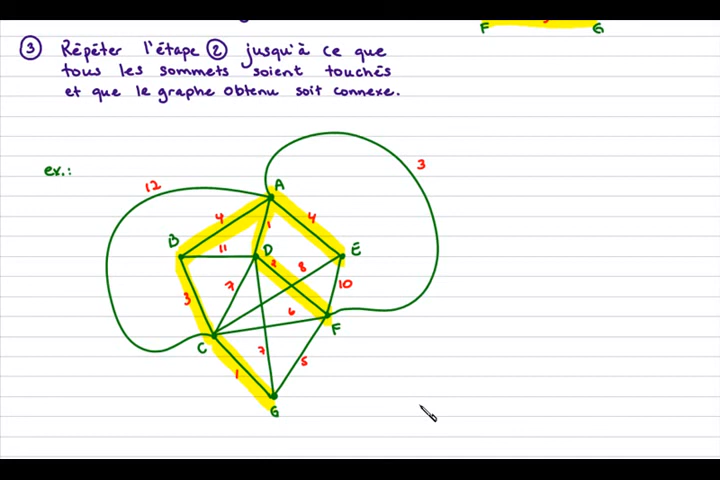 F G
③ Répéter l'étape ② jusqu'à ce que
tous les sommets soient touchés
et que le graphe obtenu soit connexe.
ex.:
3
12
A
4
4
1
B
11
D
E
2
8
7
10
3
6
F
C
7
5
1
G